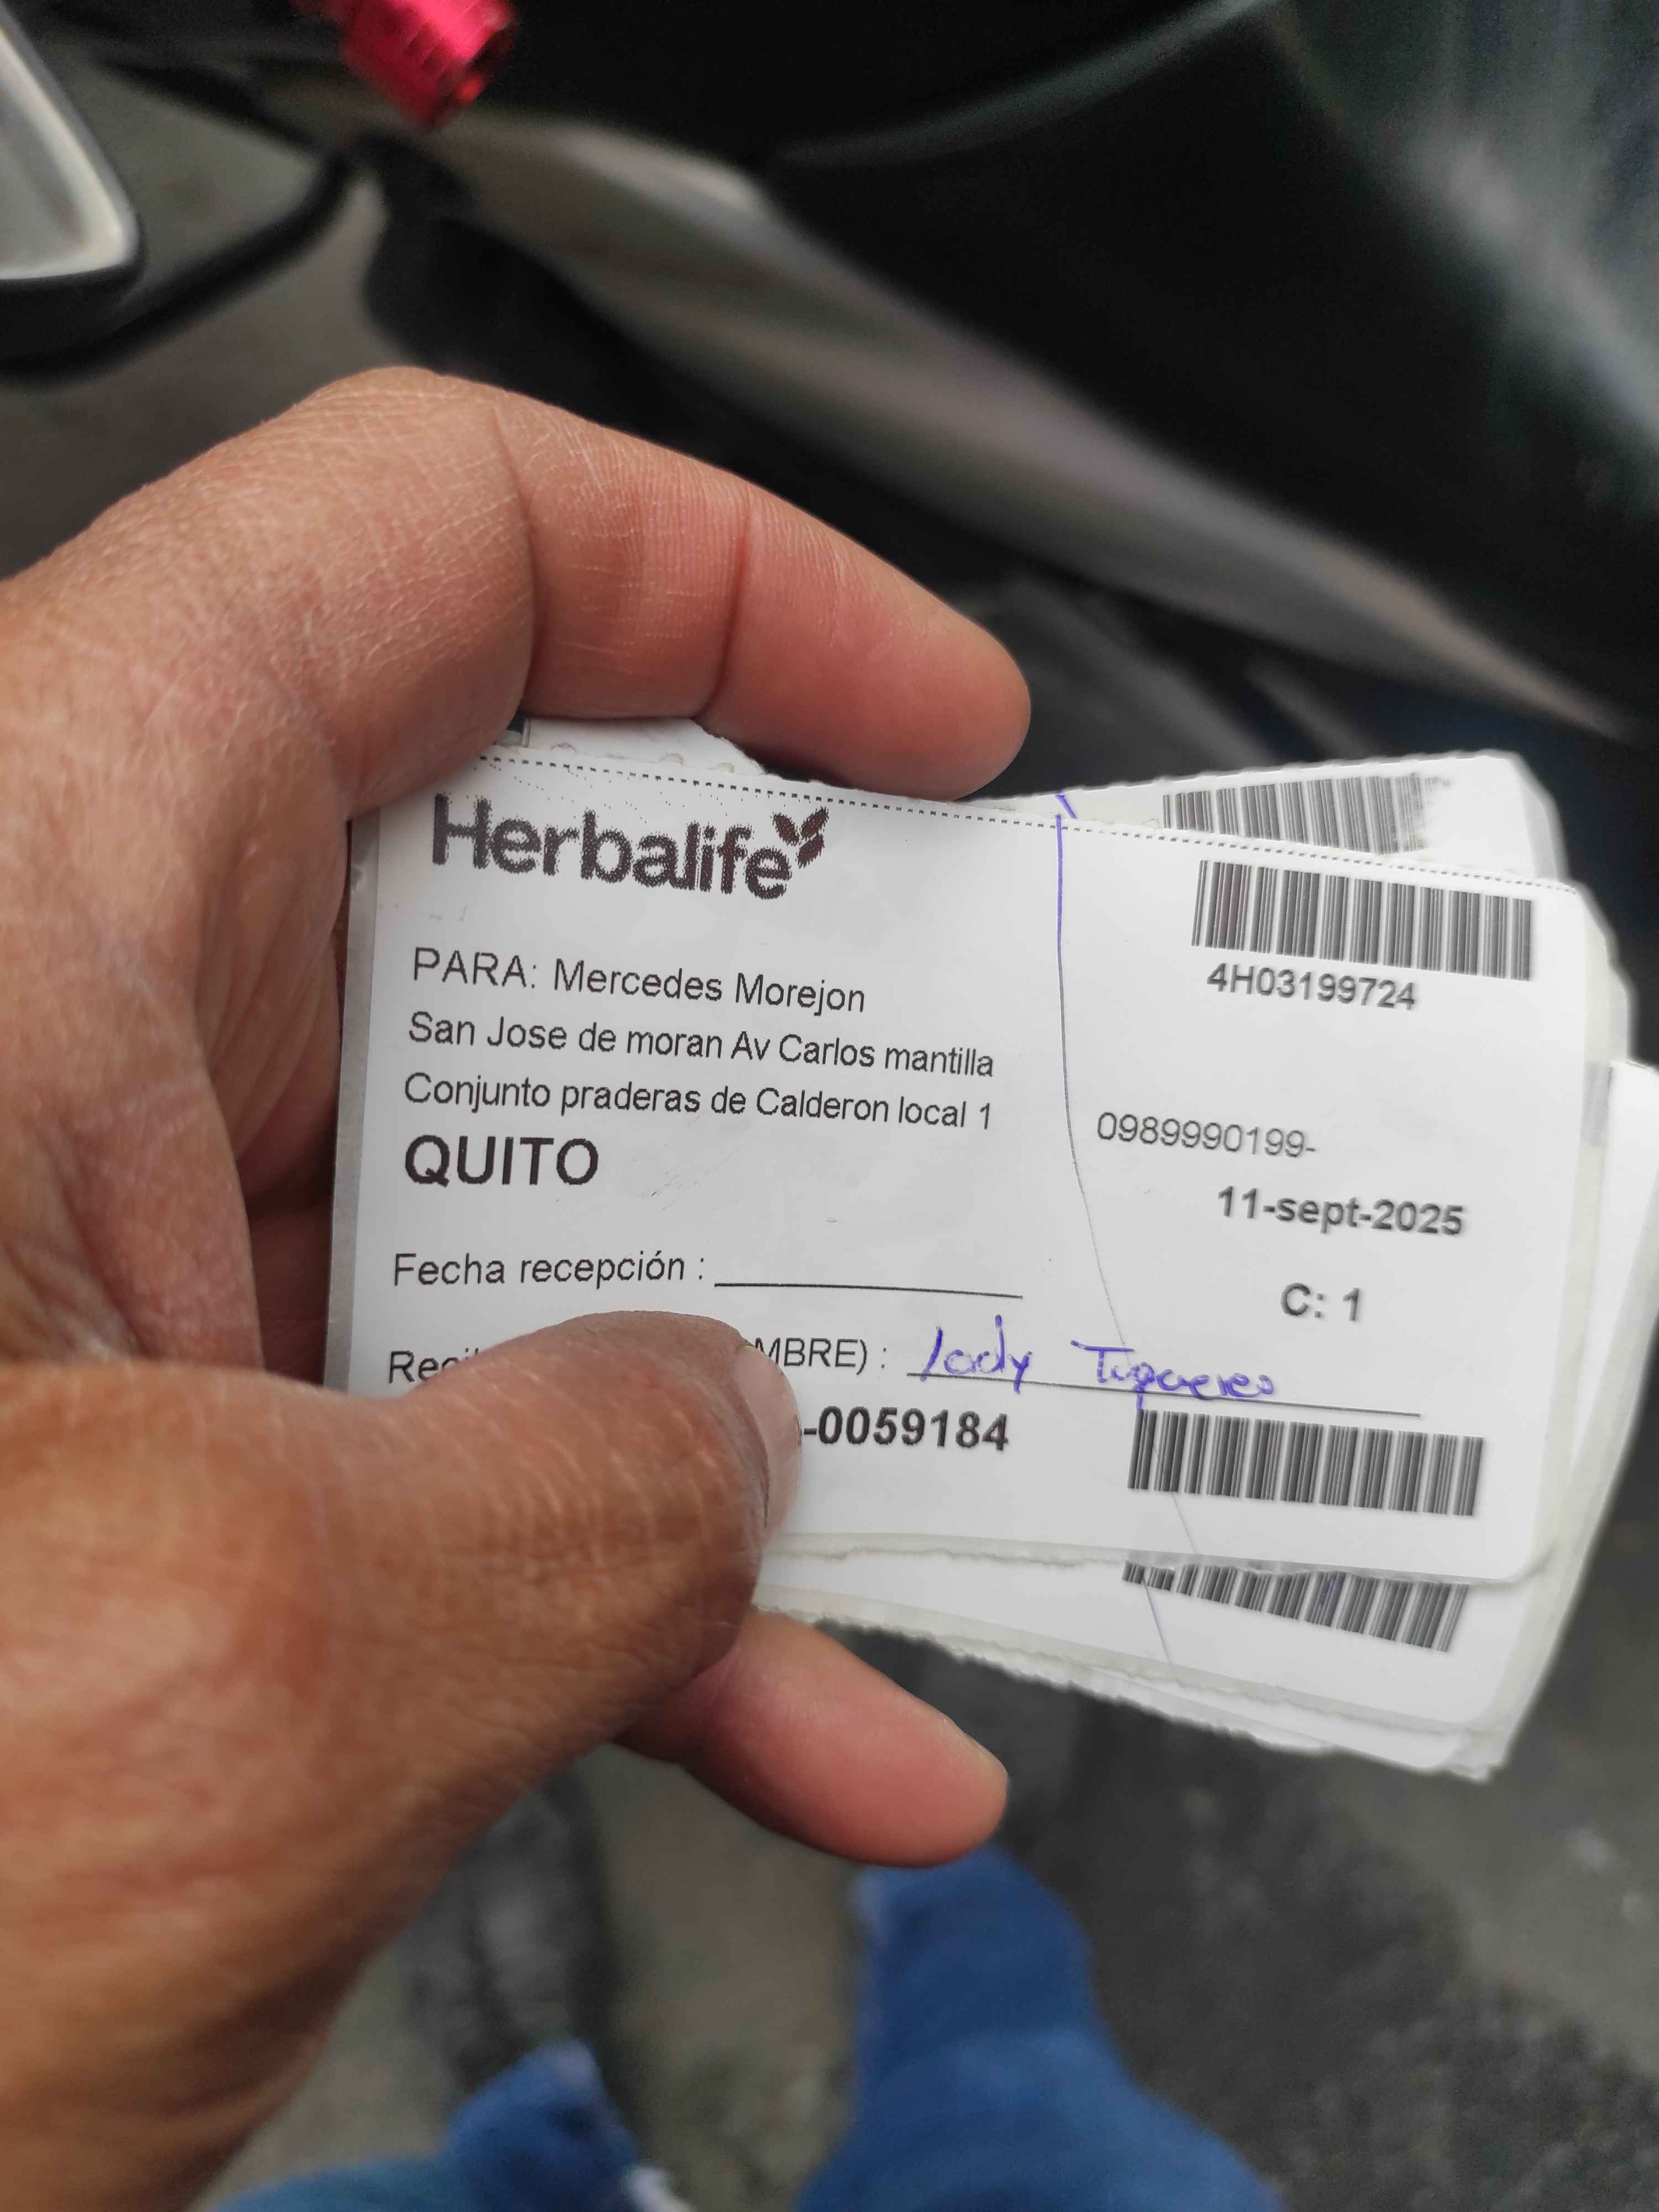 Herbalife
4H03199724
PARA: Mercedes Morejon
San Jose de moran Av Carlos mantilla
Conjunto praderas de Calderon local 1
0989990199-
QUITO
11-sept-2025
Fecha recepción :
C: 1
MBRE) : lady
-0059184